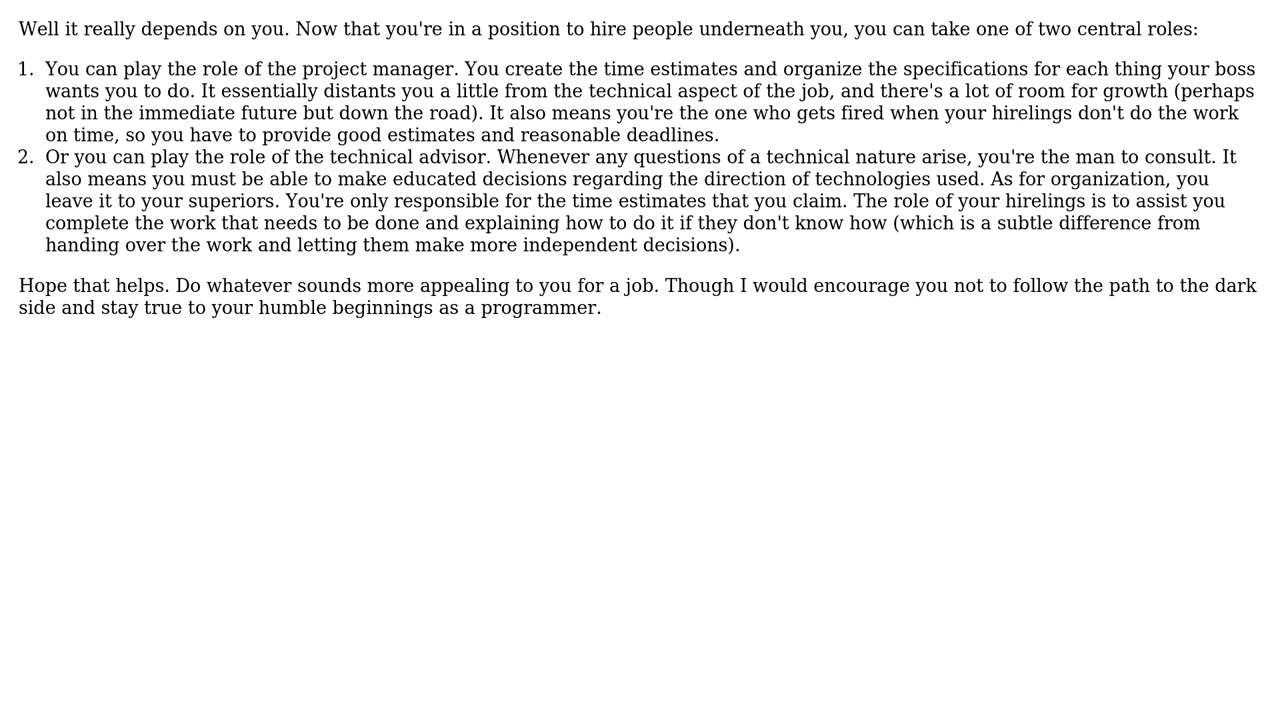 Well it really depends on you. Now that you're in a position to hire people underneath you, you can take one of two central roles:
1. You can play the role of the project manager. You create the time estimates and organize the specifications for each thing your boss
wants you to do. It essentially distants you a little from the technical aspect of the job, and there's a lot of room for growth (perhaps
not in the immediate future but down the road). It also means you're the one who gets fired when your hirelings don't do the work
on time, so you have to provide good estimates and reasonable deadlines.
2. Or you can play the role of the technical advisor. Whenever any questions of a technical nature arise, you're the man to consult. It
also means you must be able to make educated decisions regarding the direction of technologies used. As for organization, you
leave it to your superiors. You're only responsible for the time estimates that you claim. The role of your hirelings is to assist you
complete the work that needs to be done and explaining how to do it if they don't know how (which is a subtle difference from
handing over the work and letting them make more independent decisions).
Hope that helps. Do whatever sounds more appealing to you for a job. Though I would encourage you not to follow the path to the dark
side and stay true to your humble beginnings as a programmer.